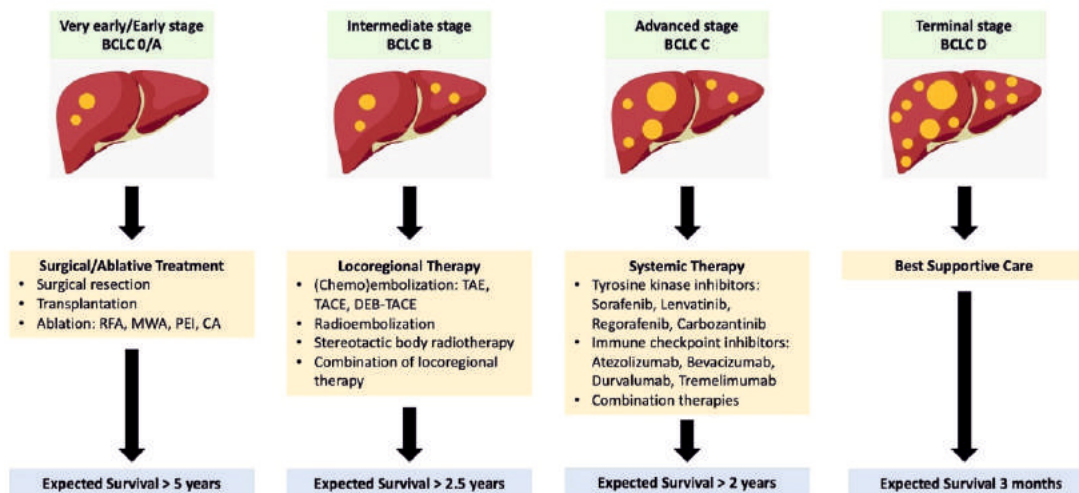 Very early/Early stage
BCLC 0/A
Surgical/Ablative Treatment
• Surgical resection
• Transplantation
• Ablation: RFA, MWA, PEI, CA
Expected Survival > 5 years
Intermediate stage
BCLC B
Locoregional Therapy
• (Chemo)embolization: TAE,
TACE, DEB-TACE
• Radioembolization
• Stereotactic body radiotherapy
• Combination of locoregional
therapy
Expected Survival > 2.5 years
Advanced stage
BCLC C
Systemic Therapy
• Tyrosine kinase inhibitors:
Sorafenib, Lenvatinib,
Regorafenib, Carbozantinib
• Immune checkpoint inhibitors:
Atezolizumab, Bevacizumab,
Durvalumab, Tremelimumab
• Combination therapies
Expected Survival > 2 years
Terminal stage
BCLC D
Best Supportive Care
Expected Survival 3 months